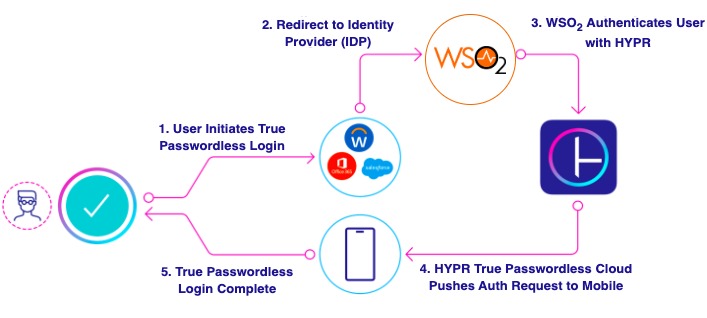 2. Redirect to Identity
Provider (IDP)
WSO2
3. WSO2 Authenticates User
with HYPR
1. User Initiates True
Passwordless Login
W
Office 365
salesforce
5. True Passwordless
Login Complete
4. HYPR True Passwordless Cloud
Pushes Auth Request to Mobile